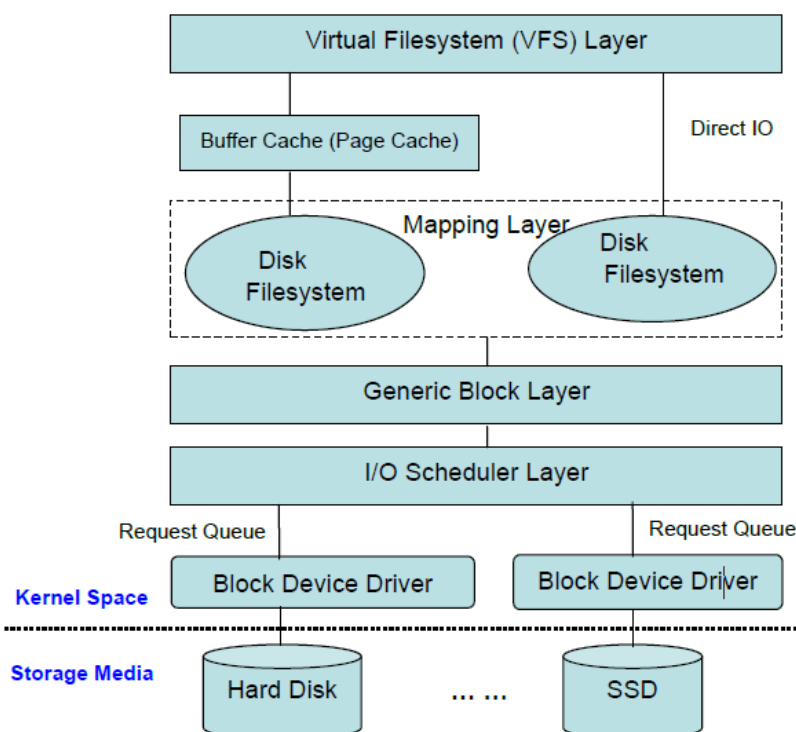 Virtual Filesystem (VFS) Layer
Buffer Cache (Page Cache)
Direct IO
Mapping Layer
Disk
Filesystem
Disk
Filesystem
Generic Block Layer
I/O Scheduler Layer
Request Queue
Request Queue
Block Device Driver
Block Device Driver
Kernel Space
Storage Media
Hard Disk
... ...
SSD